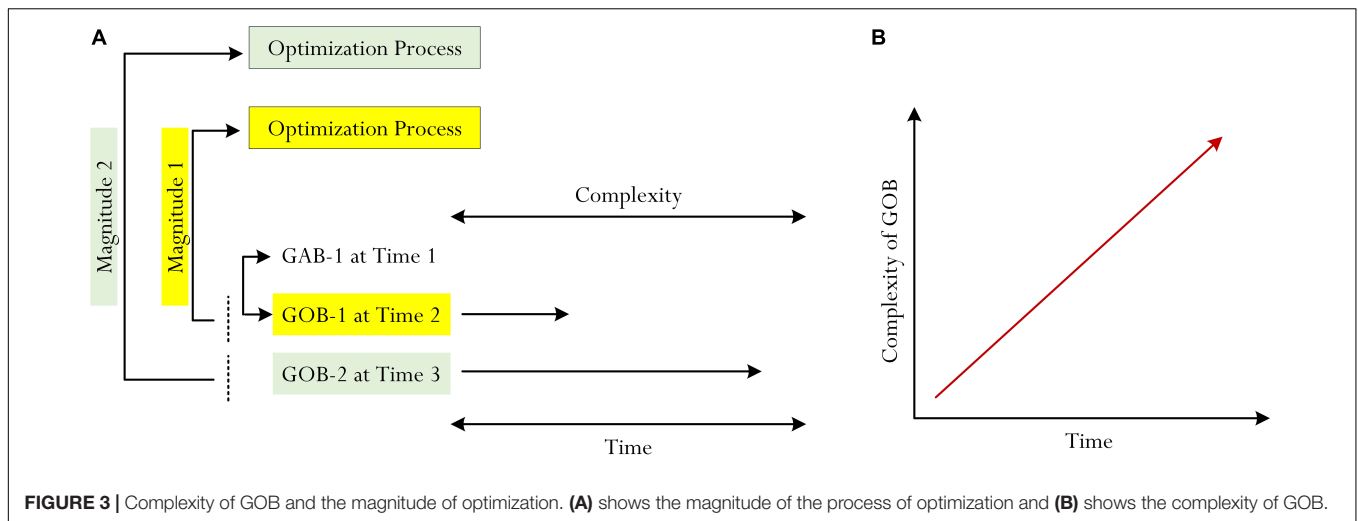 A
Optimization Process
Optimization Process
Magnitude 2
Magnitude 1
Complexity
GAB-1 at Time 1
GOB-1 at Time 2
GOB-2 at Time 3
Time
B
Complexity of GOB
Time
FIGURE 3 | Complexity of GOB and the magnitude of optimization. (A) shows the magnitude of the process of optimization and (B) shows the complexity of GOB.